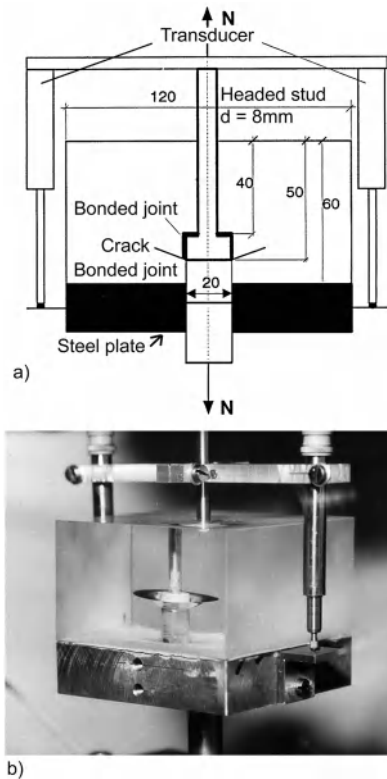 N
Transducer
120
Headed stud
d = 8mm
40
50
60
Bonded joint
Crack
Bonded joint
20
Steel plate
a)
N
b)